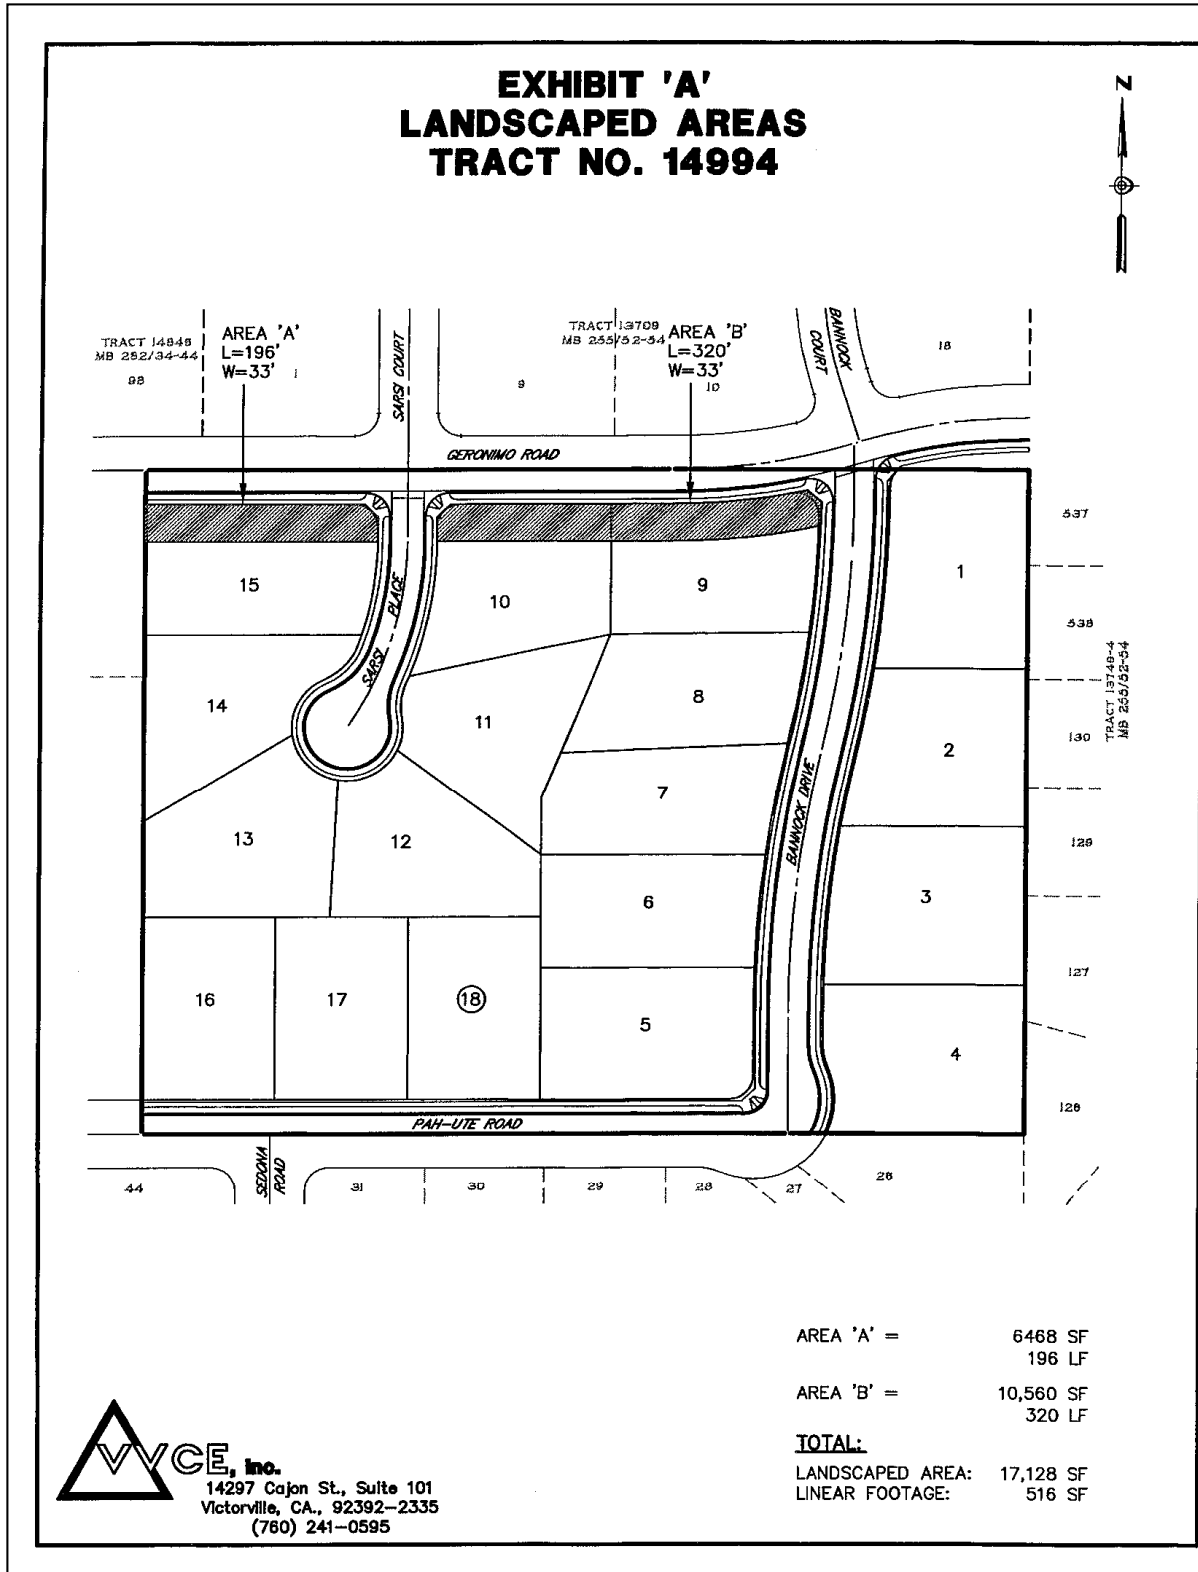 EXHIBIT 'A'
LANDSCAPED AREAS
TRACT NO. 14994
N
TRACT 14848
MB 252/34-44
98
AREA 'A'
L=196'
W=33'
1
SARSI COURT
9
TRACT 13709
MB 255/52-54
AREA 'B'
L=320'
W=33'
10
BANNOCK
COURT
18
GERONIMO ROAD
537
538
TRACT 13748-4
MB 255/52-54
130
129
127
128
15
SARSI PLACE
10
9
1
14
11
8
2
13
12
7
BANNOCK DRIVE
6
3
16
17
18
5
4
PAH-UTE ROAD
44
SEDONA
ROAD
31
30
29
28
27
26
AREA 'A' = 6468 SF
196 LF
AREA 'B' = 10,560 SF
320 LF
TOTAL:
LANDSCAPED AREA: 17,128 SF
LINEAR FOOTAGE: 516 SF
VVCE, Inc.
14297 Cajon St., Suite 101
Victorville, CA., 92392-2335
(760) 241-0595